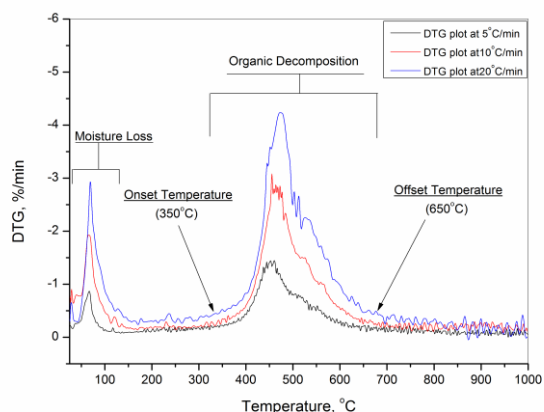 -6
-5
-4
-3
-2
-1
0
DTG, %/min
DTG plot at 5°C/min
DTG plot at10°C/min
DTG plot at20°C/min
Organic Decomposition
Moisture Loss
Onset Temperature
(350°C)
Offset Temperature
(650°C)
100 200 300 400 500 600 700 800 900 1000
Temperature, °C